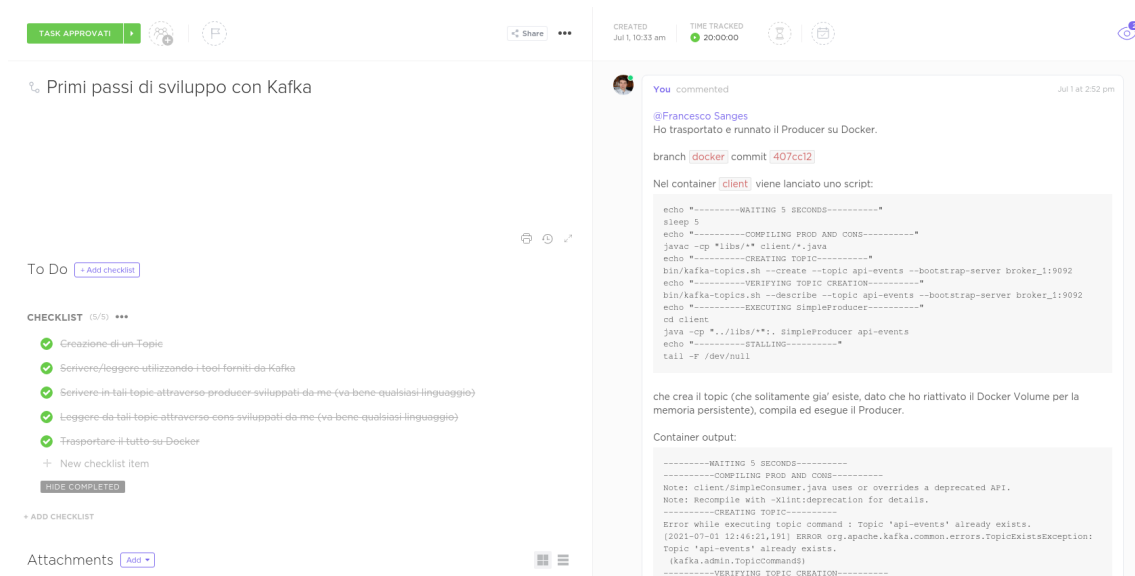 TASK APPROVATI
Share
CREATED
Jul 1, 10:33 am
TIME TRACKED
20:00:00
Primi passi di sviluppo con Kafka
To Do + Add checklist
CHECKLIST (5/5)
Creazione di un Topic
Scrivere/leggere utilizzando i tool forniti da Kafka
Scrivere in tali topic attraverso producer sviluppati da me (va bene qualsiasi linguaggio)
Leggere da tali topic attraverso cons sviluppati da me (va bene qualsiasi linguaggio)
Trasportare il tutto su Docker
New checklist item
HIDE COMPLETED
+ ADD CHECKLIST
Attachments Add
You commented
Jul 1 at 2:52 pm
@Francesco Sanges
Ho trasportato e runnato il Producer su Docker.
branch docker commit 407cc12
Nel container client viene lanciato uno script:
echo "---------WAITING 5 SECONDS----------"
sleep 5
echo "----------COMPILING PROD AND CONS----------"
javac -cp "libs/*" client/*.java
echo "----------CREATING TOPIC----------"
bin/kafka-topics.sh --create --topic api-events --bootstrap-server broker_1:9092
echo "----------VERIFYING TOPIC CREATION----------"
bin/kafka-topics.sh --describe --topic api-events --bootstrap-server broker_1:9092
echo "----------EXECUTING SimpleProducer----------"
cd client
java -cp "../libs/*":. SimpleProducer api-events
echo "----------STALLING----------"
tail -F /dev/null
che crea il topic (che solitamente gia' esiste, dato che ho riattivato il Docker Volume per la
memoria persistente), compila ed esegue il Producer.
Container output:
---------WAITING 5 SECONDS----------
----------COMPILING PROD AND CONS----------
Note: client/SimpleConsumer.java uses or overrides a deprecated API.
Note: Recompile with -Xlint:deprecation for details.
----------CREATING TOPIC----------
Error while executing topic command : Topic 'api-events' already exists.
[2021-07-01 12:46:21,191] ERROR org.apache.kafka.common.errors.TopicExistsException:
Topic 'api-events' already exists.
(kafka.admin.TopicCommand$)
----------VERIFYING TOPIC CREATION----------